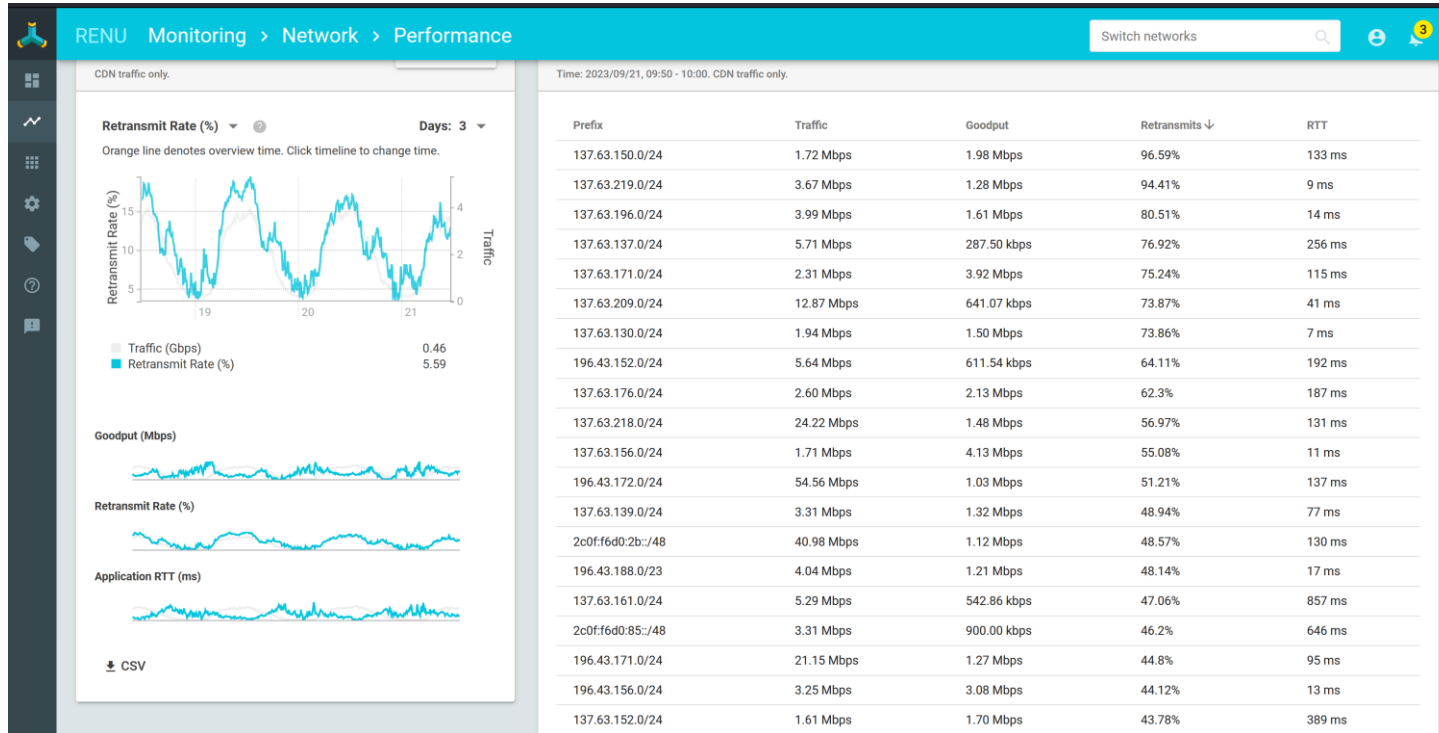 RENU Monitoring > Network > Performance
Switch networks
3
CDN traffic only.
Retransmit Rate (%)
Days: 3
Orange line denotes overview time. Click timeline to change time.
Retransmit Rate (%)
15
10
5
4
2
0
Traffic
19 20 21
Traffic (Gbps) 0.46
Retransmit Rate (%) 5.59
Goodput (Mbps)
Retransmit Rate (%)
Application RTT (ms)
CSV
Time: 2023/09/21, 09:50 - 10:00. CDN traffic only.
Prefix Traffic Goodput Retransmits RTT
137.63.150.0/24 1.72 Mbps 1.98 Mbps 96.59% 133 ms
137.63.219.0/24 3.67 Mbps 1.28 Mbps 94.41% 9 ms
137.63.196.0/24 3.99 Mbps 1.61 Mbps 80.51% 14 ms
137.63.137.0/24 5.71 Mbps 287.50 kbps 76.92% 256 ms
137.63.171.0/24 2.31 Mbps 3.92 Mbps 75.24% 115 ms
137.63.209.0/24 12.87 Mbps 641.07 kbps 73.87% 41 ms
137.63.130.0/24 1.94 Mbps 1.50 Mbps 73.86% 7 ms
196.43.152.0/24 5.64 Mbps 611.54 kbps 64.11% 192 ms
137.63.176.0/24 2.60 Mbps 2.13 Mbps 62.3% 187 ms
137.63.218.0/24 24.22 Mbps 1.48 Mbps 56.97% 131 ms
137.63.156.0/24 1.71 Mbps 4.13 Mbps 55.08% 11 ms
196.43.172.0/24 54.56 Mbps 1.03 Mbps 51.21% 137 ms
137.63.139.0/24 3.31 Mbps 1.32 Mbps 48.94% 77 ms
2c0f:f6d0:2b::/48 40.98 Mbps 1.12 Mbps 48.57% 130 ms
196.43.188.0/23 4.04 Mbps 1.21 Mbps 48.14% 17 ms
137.63.161.0/24 5.29 Mbps 542.86 kbps 47.06% 857 ms
2c0f:f6d0:85::/48 3.31 Mbps 900.00 kbps 46.2% 646 ms
196.43.171.0/24 21.15 Mbps 1.27 Mbps 44.8% 95 ms
196.43.156.0/24 3.25 Mbps 3.08 Mbps 44.12% 13 ms
137.63.152.0/24 1.61 Mbps 1.70 Mbps 43.78% 389 ms